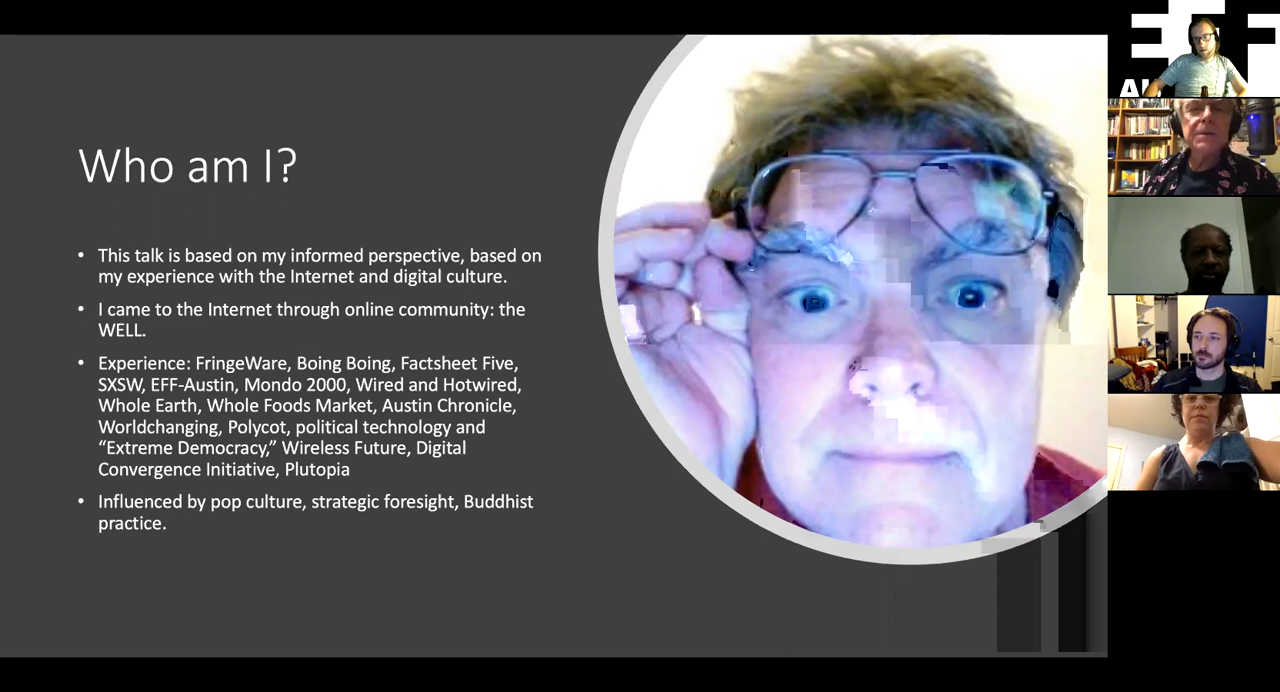 Who am I?
• This talk is based on my informed perspective, based on
my experience with the Internet and digital culture.
• I came to the Internet through online community: the
WELL.
• Experience: FringeWare, Boing Boing, Factsheet Five,
SXSW, EFF-Austin, Mondo 2000, Wired and Hotwired,
Whole Earth, Whole Foods Market, Austin Chronicle,
Worldchanging, Polycot, political technology and
“Extreme Democracy,” Wireless Future, Digital
Convergence Initiative, Plutopia
• Influenced by pop culture, strategic foresight, Buddhist
practice.